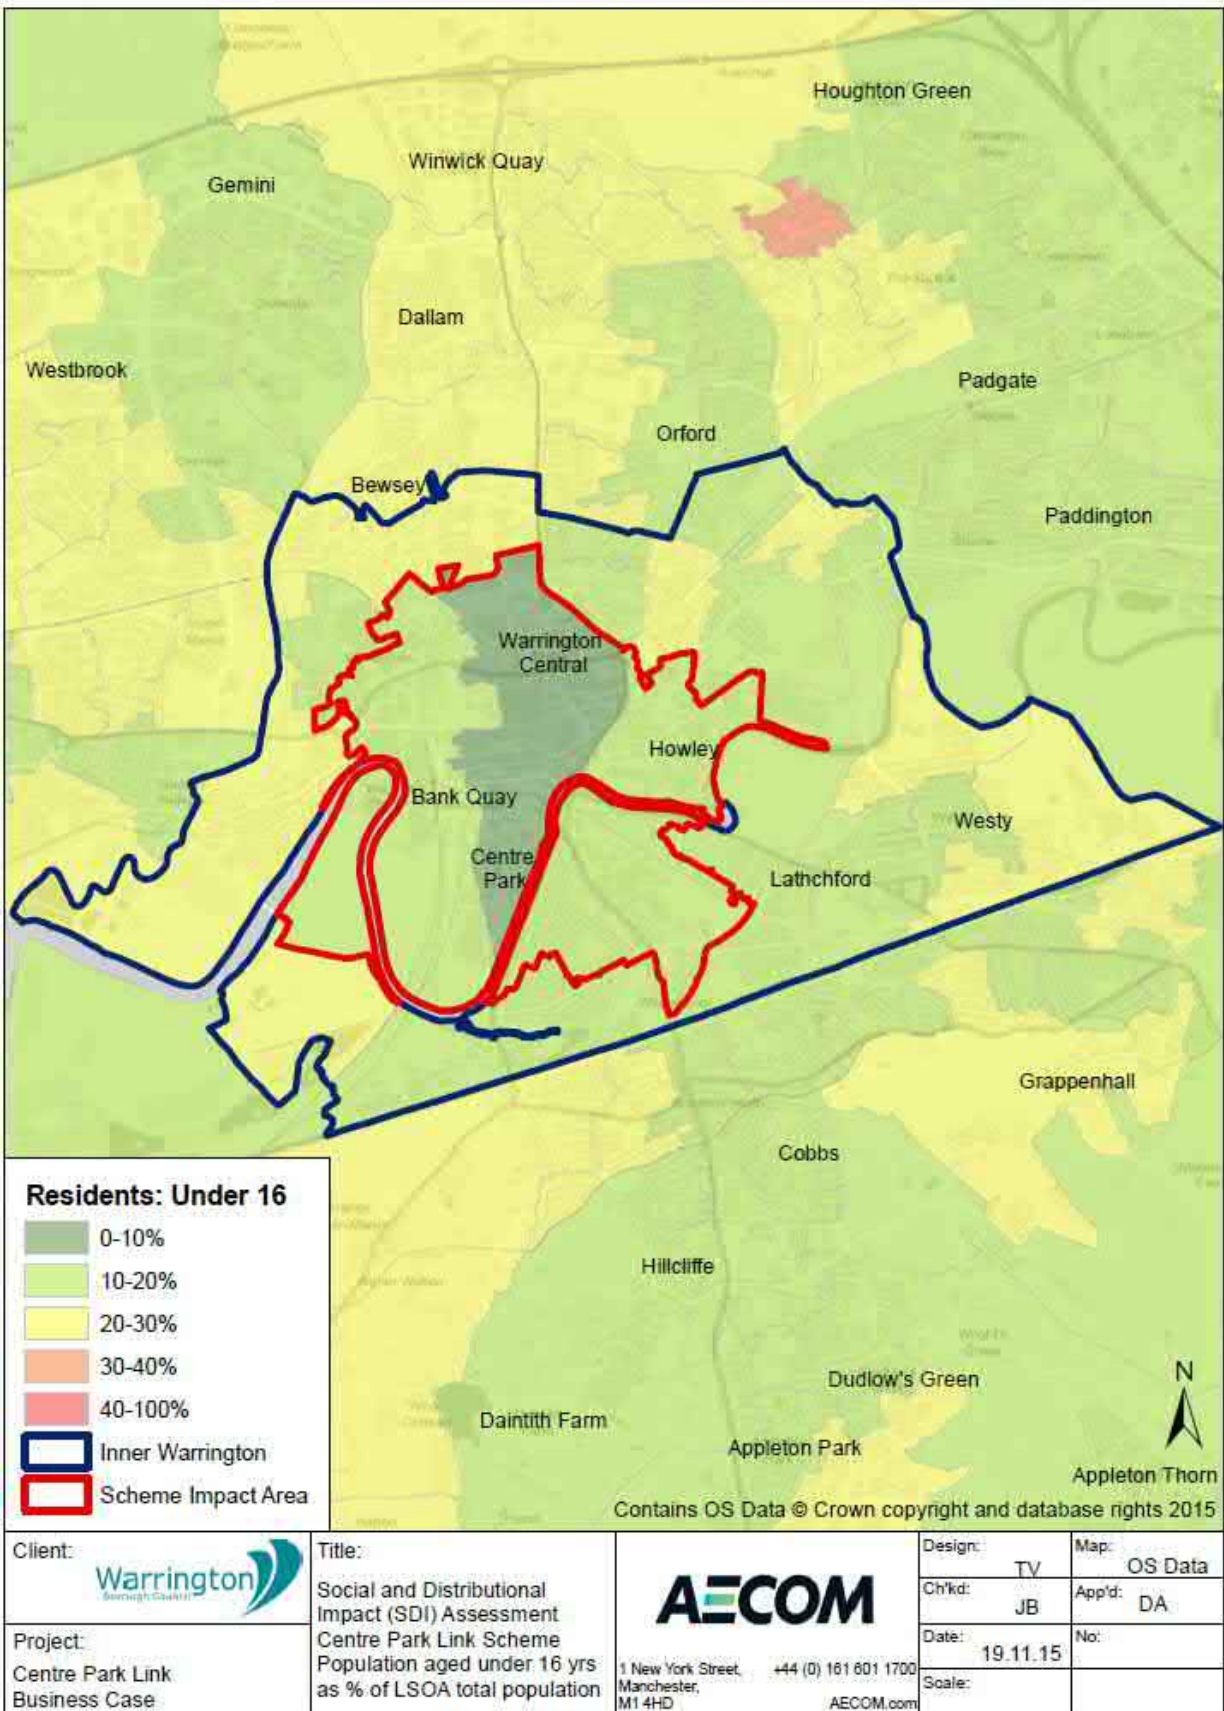 Houghton Green
Winwick Quay
Gemini
Dallam
Westbrook
Padgate
Orford
Bewsey
Paddington
Warrington
Central
Howley
Bank Quay
Westy
Centre
Park
Lathchford
Grappenhall
Cobbs
Hillcliffe
Dudlow's Green
Daintith Farm
Appleton Park
N
Appleton Thorn
Contains OS Data © Crown copyright and database rights 2015
Residents: Under 16
0-10%
10-20%
20-30%
30-40%
40-100%
Inner Warrington
Scheme Impact Area
Client:
Warrington
Borough Council
Project:
Centre Park Link
Business Case
Title:
Social and Distributional
Impact (SDI) Assessment
Centre Park Link Scheme
Population aged under 16 yrs
as % of LSOA total population
AECOM
1 New York Street,
Manchester,
M1 4HD
+44 (0) 161 601 1700
AECOM.com
Design:
TV
Map:
OS Data
Ch'kd:
JB
App'd:
DA
Date:
19.11.15
No:
Scale: